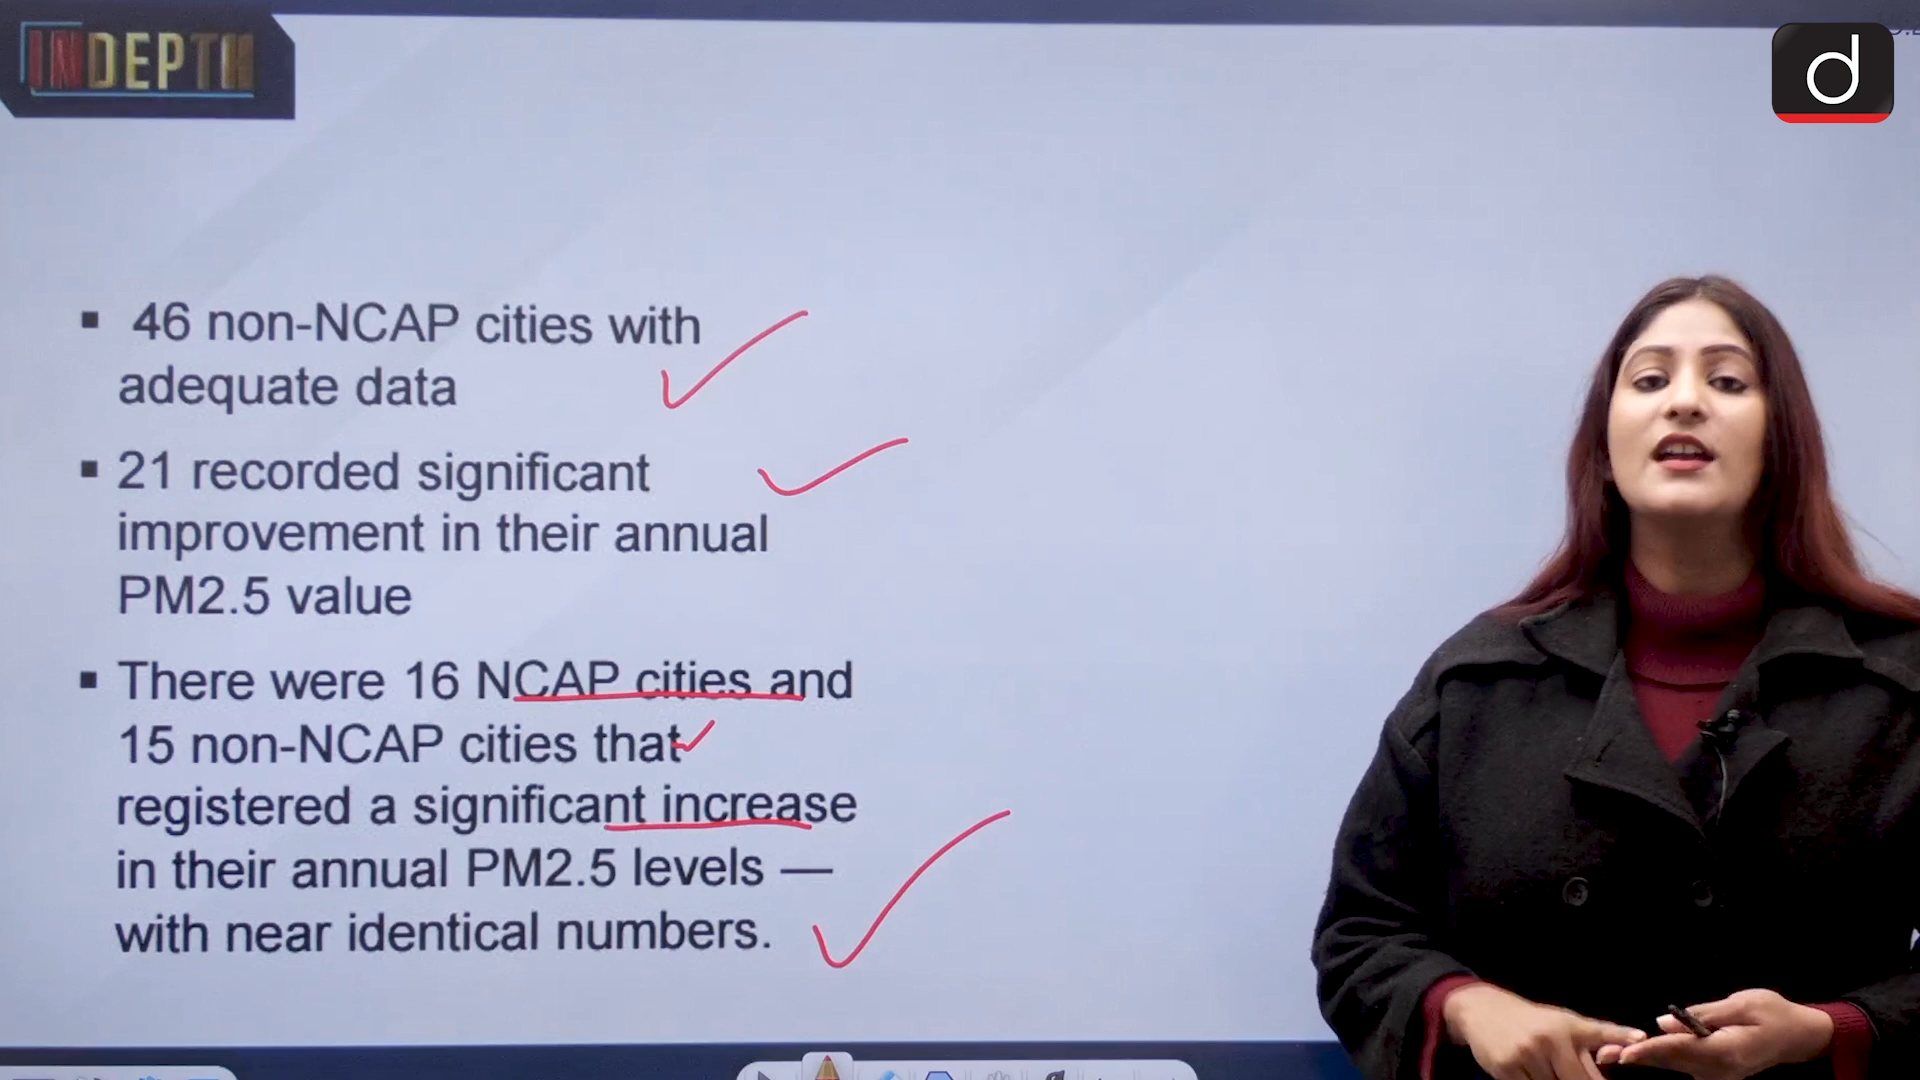 INDEPTH
d
▪ 46 non-NCAP cities with
adequate data
▪ 21 recorded significant
improvement in their annual
PM2.5 value
▪ There were 16 NCAP cities and
15 non-NCAP cities that
registered a significant increase
in their annual PM2.5 levels —
with near identical numbers.